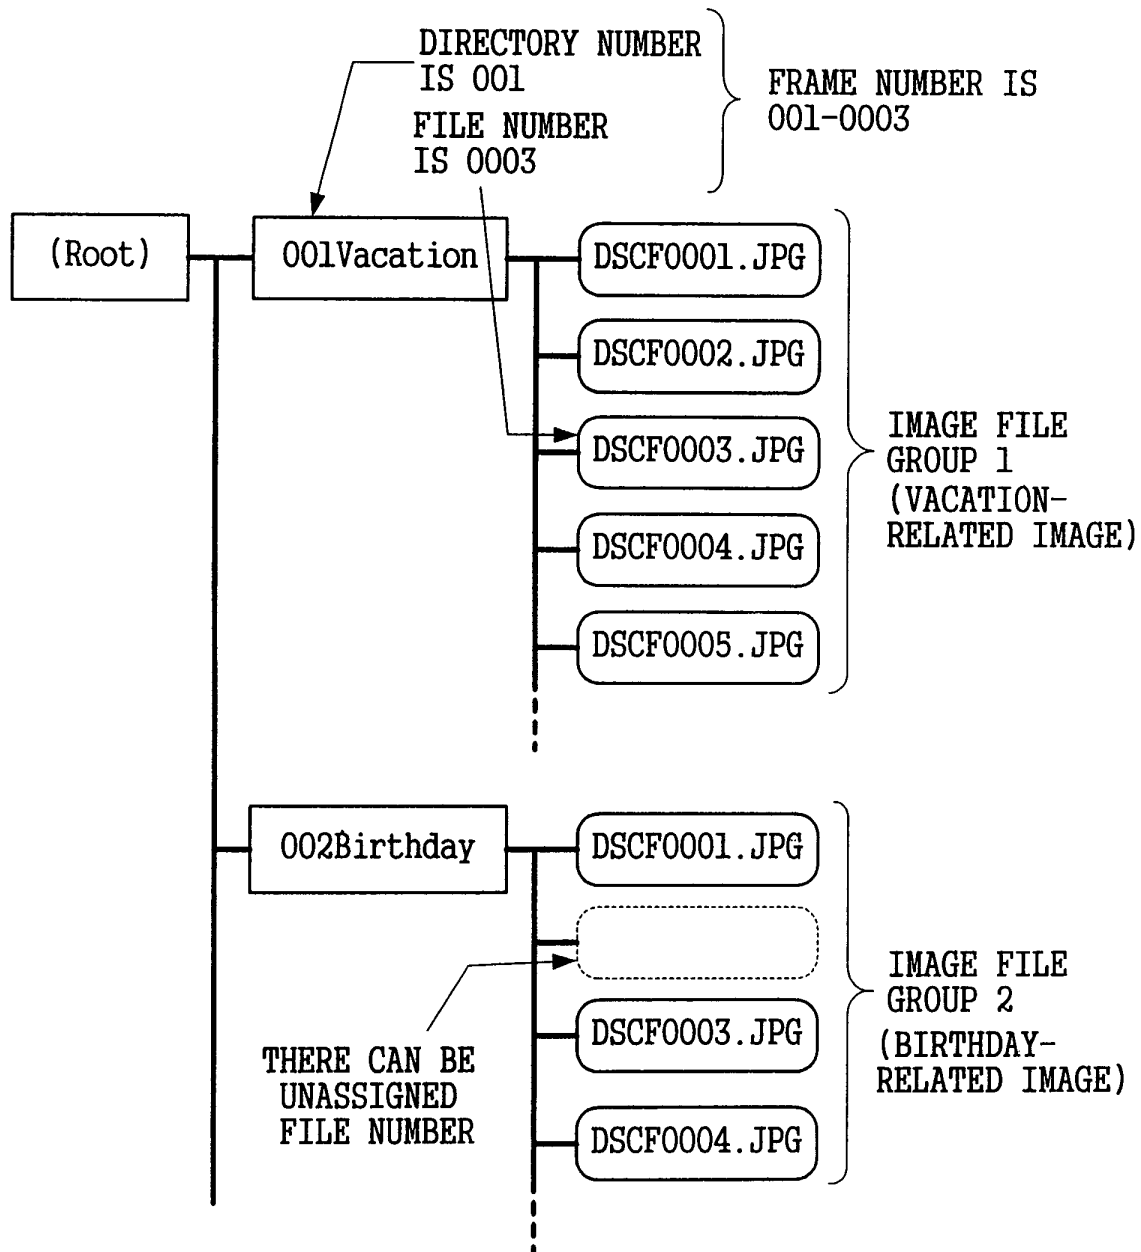 DIRECTORY NUMBER
IS 001
FRAME NUMBER IS
001-0003
FILE NUMBER
IS 0003
(Root)
001Vacation
DSCF0001.JPG
DSCF0002.JPG
DSCF0003.JPG
DSCF0004.JPG
DSCF0005.JPG
IMAGE FILE
GROUP 1
(VACATION-
RELATED IMAGE)
002Birthday
DSCF0001.JPG
DSCF0003.JPG
DSCF0004.JPG
THERE CAN BE
UNASSIGNED
FILE NUMBER
IMAGE FILE
GROUP 2
(BIRTHDAY-
RELATED IMAGE)